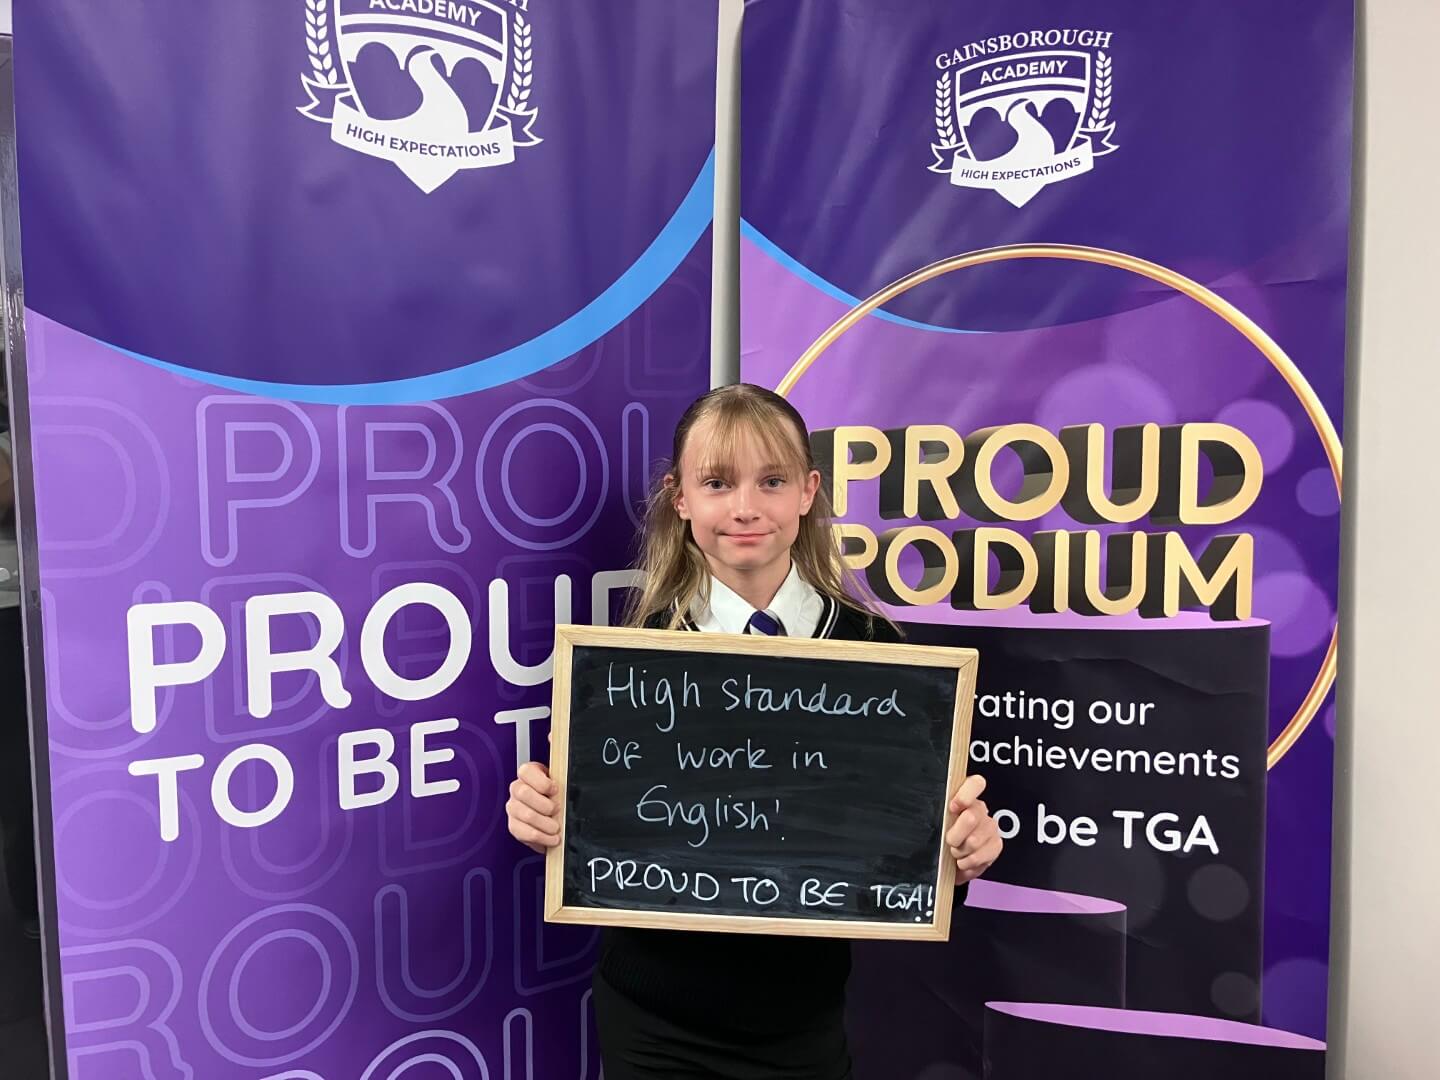 ACADEMY
HIGH EXPECTATIONS
PROUD
PROUD
TO BE
GAINSBOROUGH
ACADEMY
HIGH EXPECTATIONS
PROUD
PODIUM
our
achievements
be TGA
High standard
OF work in
English!
PROUD TO BE TGA!